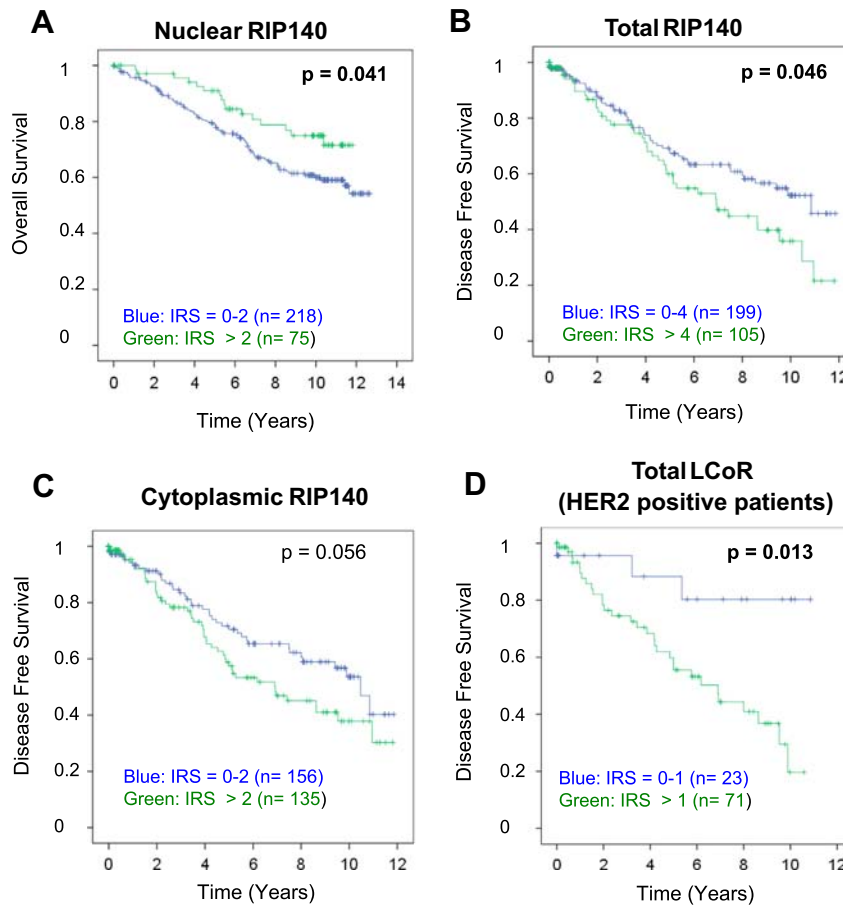 A
Nuclear RIP140
p = 0.041
Overall Survival
1
0.8
0.6
0.4
0.2
0
Blue: IRS = 0-2 (n= 218)
Green: IRS > 2 (n= 75)
0 2 4 6 8 10 12 14
Time (Years)
B
Total RIP140
p = 0.046
Disease Free Survival
1
0.8
0.6
0.4
0.2
0
Blue: IRS = 0-4 (n= 199)
Green: IRS > 4 (n= 105)
0 2 4 6 8 10 12
Time (Years)
C
Cytoplasmic RIP140
p = 0.056
Disease Free Survival
1
0.8
0.6
0.4
0.2
0
Blue: IRS = 0-2 (n= 156)
Green: IRS > 2 (n= 135)
0 2 4 6 8 10 12
Time (Years)
D
Total LCoR
(HER2 positive patients)
p = 0.013
Disease Free Survival
1
0.8
0.6
0.4
0.2
0
Blue: IRS = 0-1 (n= 23)
Green: IRS > 1 (n= 71)
0 2 4 6 8 10 12
Time (Years)